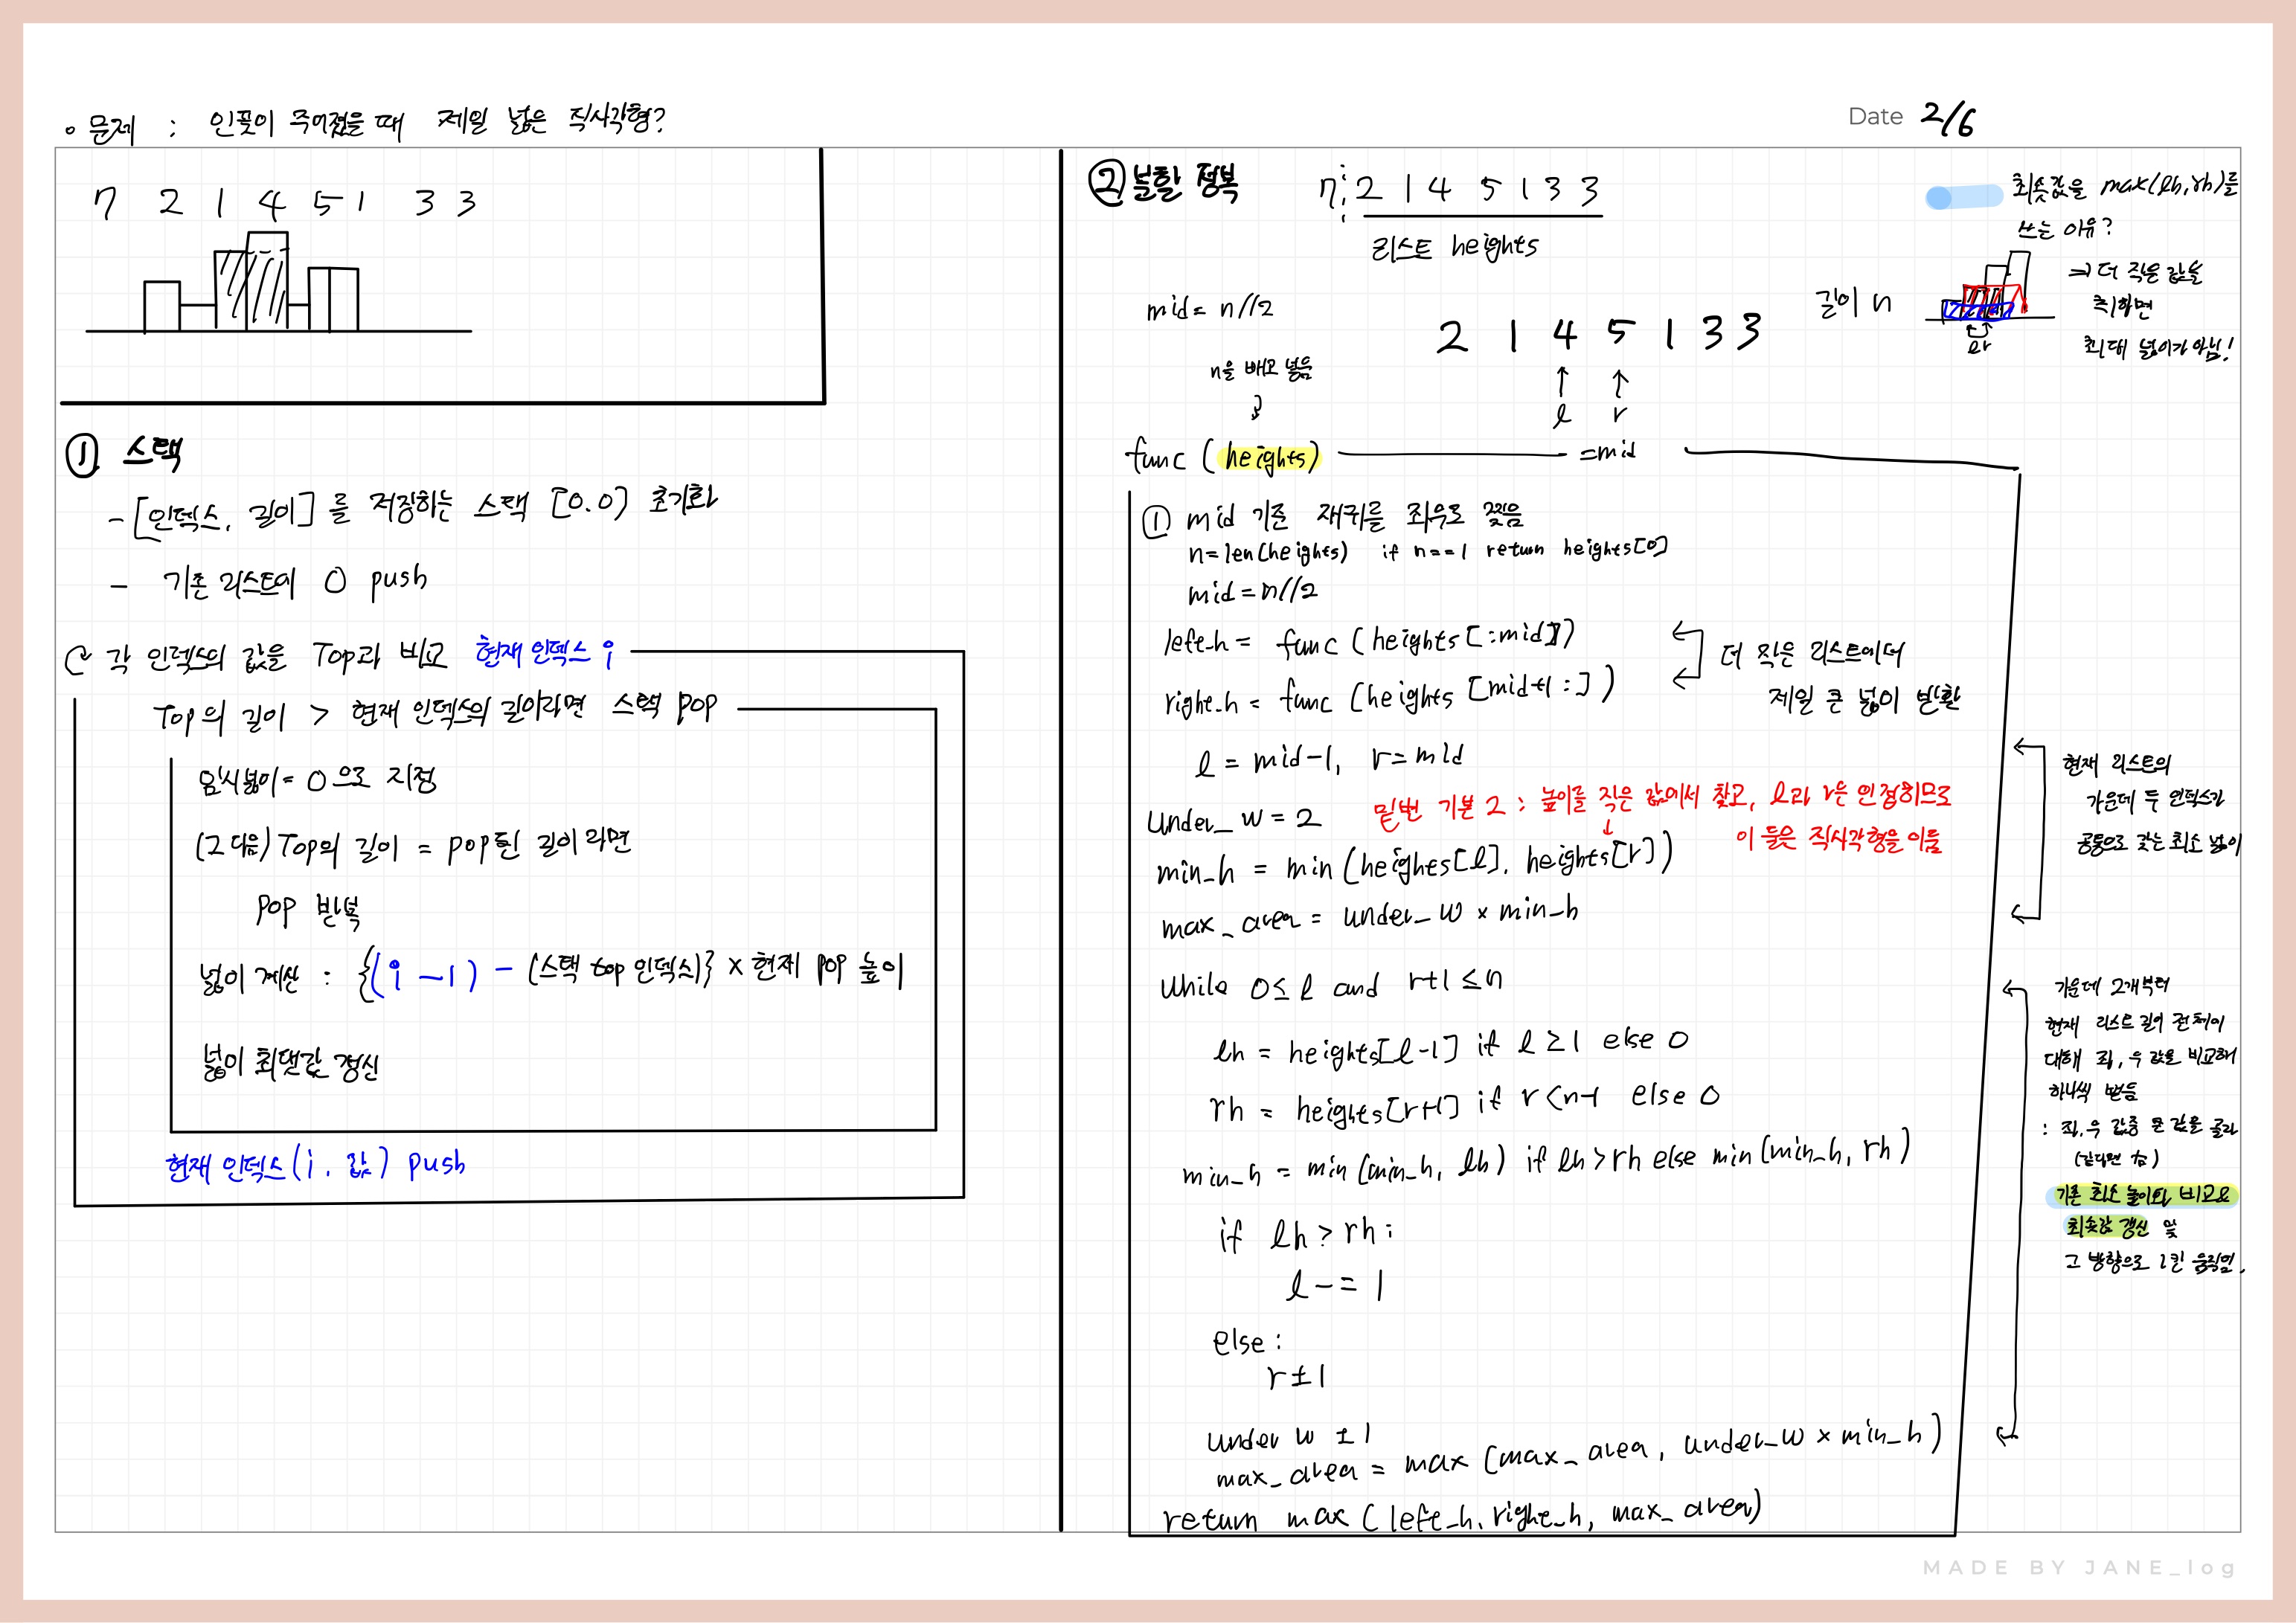 Date 2/6
문제 : 인풋이 주어졌을 때 제일 넓은 직사각형?
7 2 1 4 5 1 3 3
① 스택
- [인덱스, 길이]를 저장하는 스택 [0.0] 초기화
- 기존 리스트에 0 push
각 인덱스의 값을 Top과 비교 현재 인덱스 i
Top의 길이 > 현재 인덱스의 길이라면 스택 pop
임시넓이 = 0으로 지정
(그 다음) Top의 길이 = pop된 길이 라면
pop 반복
넓이 계산 : {(i-1) - (스택 top 인덱스)} × 현재 pop 높이
넓이 최댓값 갱신
현재 인덱스(i, 값) push
② 분할 정복
7: 2 1 4 5 1 3 3
리스트 heights
최솟값을 max(lh,rh)를
쓰는 이유?
⇒ 더 작은 값을
취하면
최대 넓이가 아님!
lr
mid = n//2
길이 n
2 1 4 5 1 3 3
n을 빼고 넣음
l r
func (heights)
=mid
① mid 기준 재귀를 좌우로 찢음
n=len(heights) if n==1 return heights[0]
mid = n//2
left_h = func (heights[:mid])
right_h = func (heights[mid+1:])
더 작은 리스트에서
제일 큰 넓이 반환
l = mid-1, r=mid
under_w = 2
밑변 기본 2 : 높이를 작은 값에서 찾고, l과 r은 인접하므로
이 둘은 직사각형을 이룸
min_h = min (heights[l], heights[r])
max_area = under_w × min_h
현재 리스트의
가운데 두 인덱스가
공통으로 갖는 최소 넓이
while 0≤l and r+1≤n
lh = heights[l-1] if l≥1 else 0
rh = heights[r+1] if r<n-1 else 0
min_h = min (min_h, lh) if lh>rh else min (min_h, rh)
if lh > rh:
l -= 1
else:
r += 1
under w += 1
max_area = max (max_area, under_w × min_h)
return max (left_h, right_h, max_area)
가운데 2개부터
현재 리스트 길이 전체에
대해 좌, 우 값을 비교해
하나씩
: 좌, 우 값중 큰 값을 골라
기존 최소 높이와 비교&
최솟값 갱신 및
그 방향으로 1칸 움직임.
MADE BY JANE_log